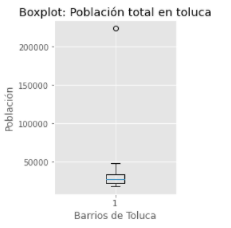 Boxplot: Población total en toluca
200000
150000
100000
50000
Población
1
Barrios de Toluca